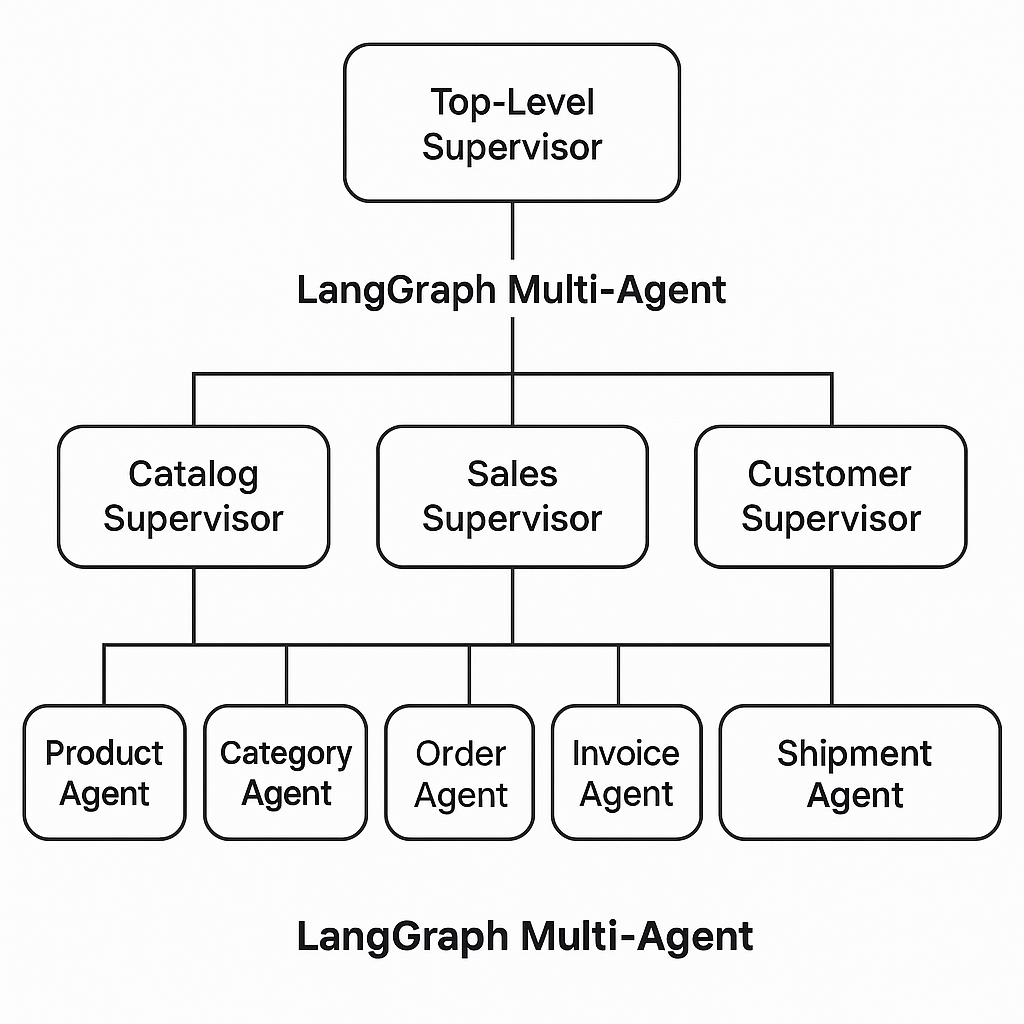 Top-Level
Supervisor
LangGraph Multi-Agent
Catalog
Supervisor
Sales
Supervisor
Customer
Supervisor
Product
Agent
Category
Agent
Order
Agent
Invoice
Agent
Shipment
Agent
LangGraph Multi-Agent